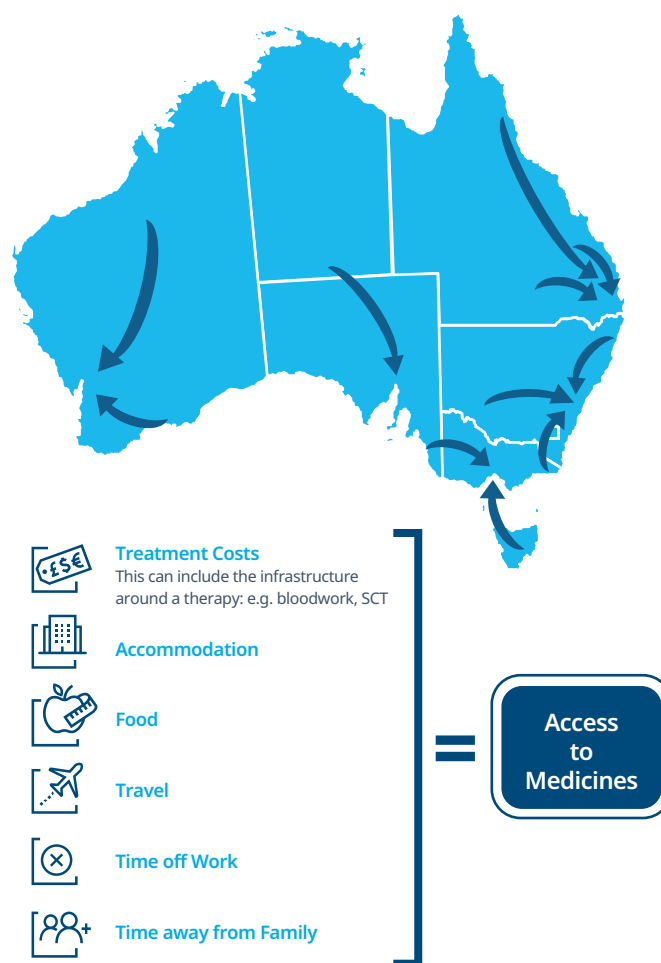 £$€
Treatment Costs
This can include the infrastructure
around a therapy: e.g. bloodwork, SCT
Accommodation
Food
Travel
Time off Work
Time away from Family
=
Access
to
Medicines